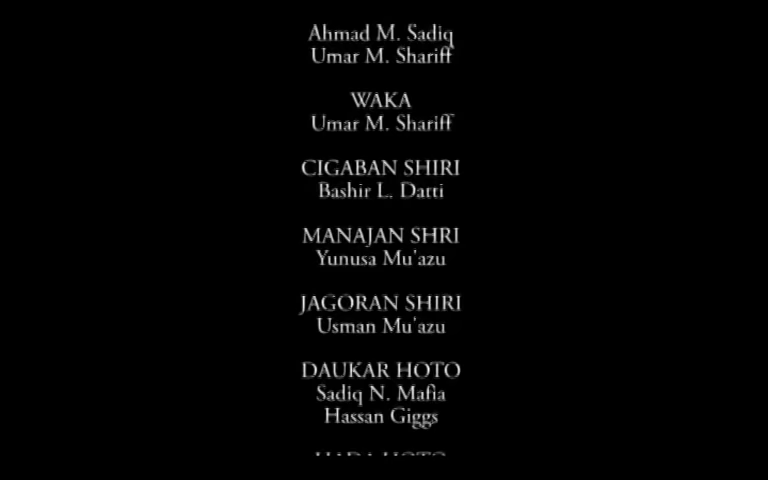 Ahmad M. Sadiq
Umar M. Shariff
WAKA
Umar M. Shariff
CIGABAN SHIRI
Bashir L. Datti
MANAJAN SHRI
Yunusa Mu'azu
JAGORAN SHIRI
Usman Mu'azu
DAUKAR HOTO
Sadiq N. Mafia
Hassan Giggs